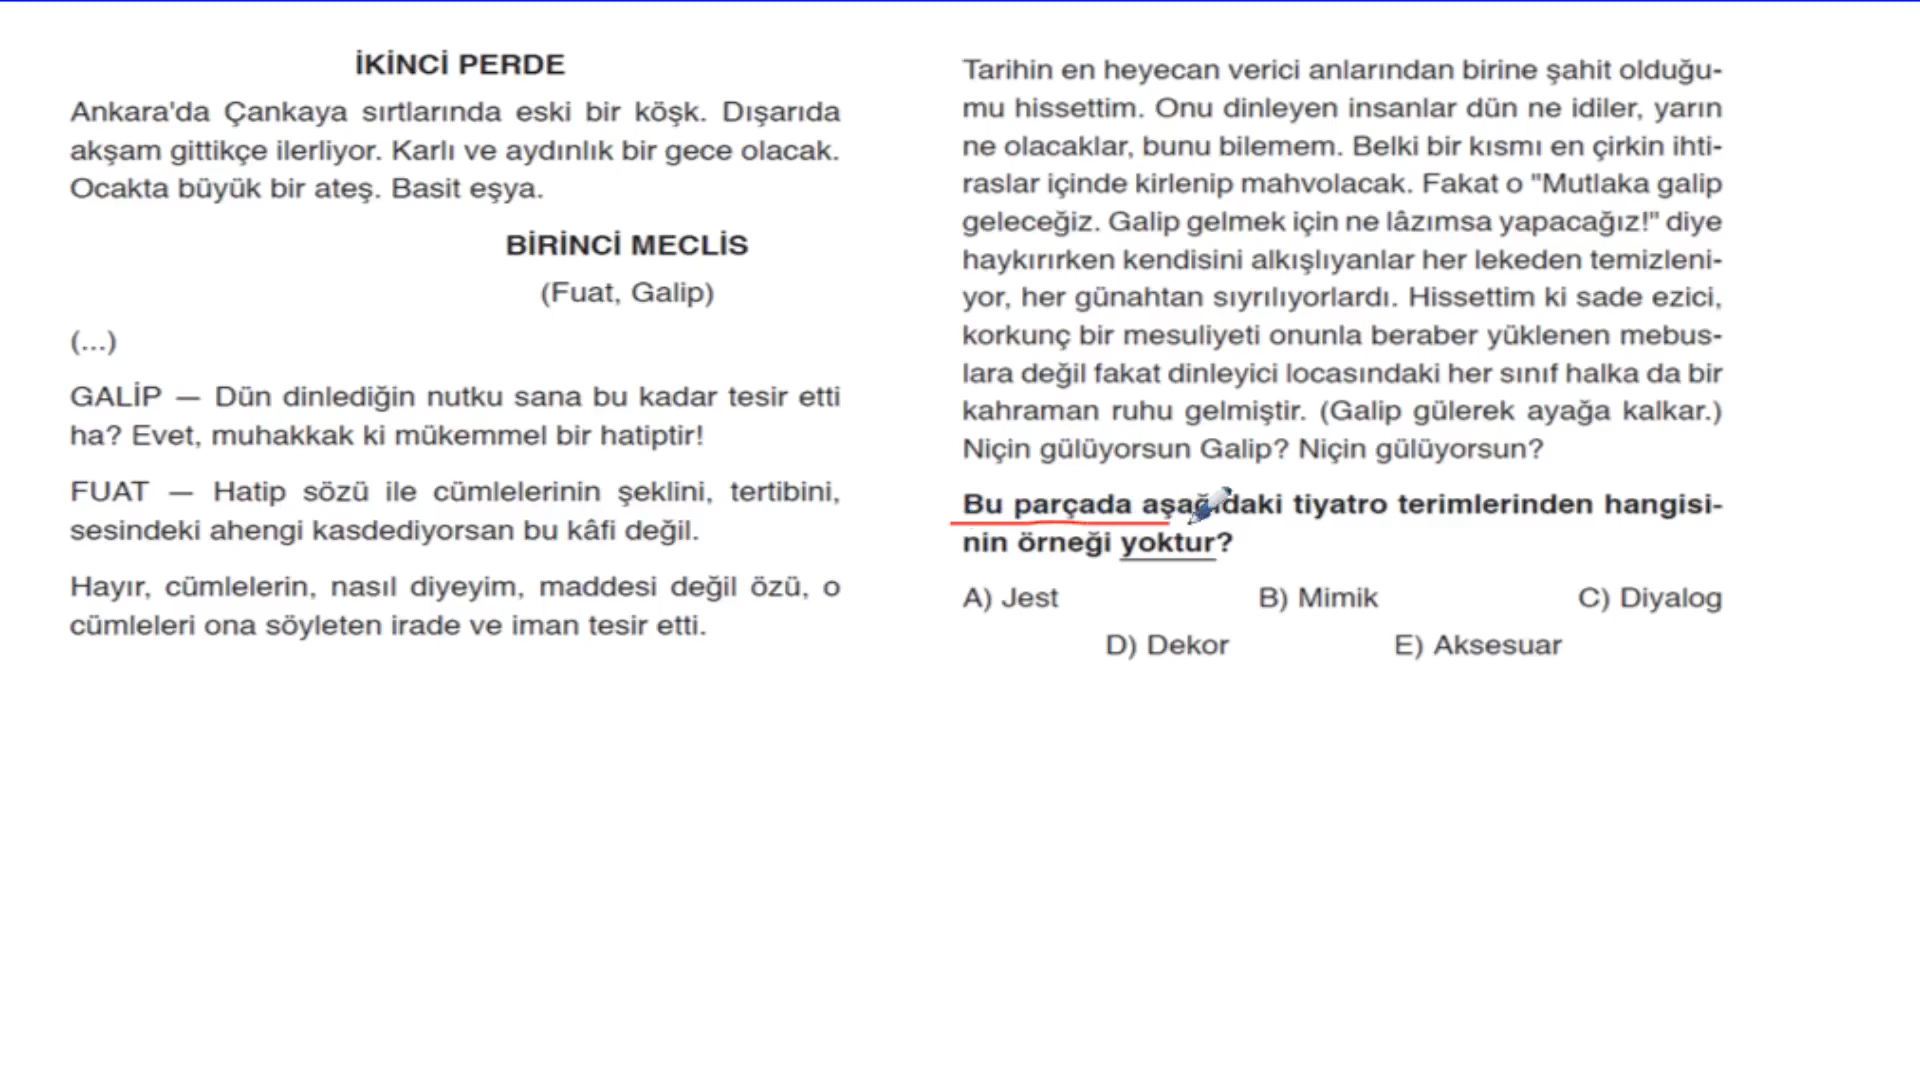 İKİNCİ PERDE
Ankara'da Çankaya sırtlarında eski bir köşk. Dışarıda
akşam gittikçe ilerliyor. Karlı ve aydınlık bir gece olacak.
Ocakta büyük bir ateş. Basit eşya.
BİRİNCİ MECLİS
(Fuat, Galip)
(...)
GALİP — Dün dinlediğin nutku sana bu kadar tesir etti
ha? Evet, muhakkak ki mükemmel bir hatiptir!
FUAT — Hatip sözü ile cümlelerinin şeklini, tertibini,
sesindeki ahengi kasdediyorsan bu kâfi değil.
Hayır, cümlelerin, nasıl diyeyim, maddesi değil özü, o
cümleleri ona söyleten irade ve iman tesir etti.
Tarihin en heyecan verici anlarından birine şahit olduğu-
mu hissettim. Onu dinleyen insanlar dün ne idiler, yarın
ne olacaklar, bunu bilemem. Belki bir kısmı en çirkin ihti-
raslar içinde kirlenip mahvolacak. Fakat o "Mutlaka galip
geleceğiz. Galip gelmek için ne lâzımsa yapacağız!" diye
haykırırken kendisini alkışlıyanlar her lekeden temizleni-
yor, her günahtan sıyrılıyorlardı. Hissettim ki sade ezici,
korkunç bir mesuliyeti onunla beraber yüklenen mebus-
lara değil fakat dinleyici locasındaki her sınıf halka da bir
kahraman ruhu gelmiştir. (Galip gülerek ayağa kalkar.)
Niçin gülüyorsun Galip? Niçin gülüyorsun?
Bu parçada aşağıdaki tiyatro terimlerinden hangisi-
nin örneği yoktur?
A) Jest B) Mimik C) Diyalog
D) Dekor E) Aksesuar